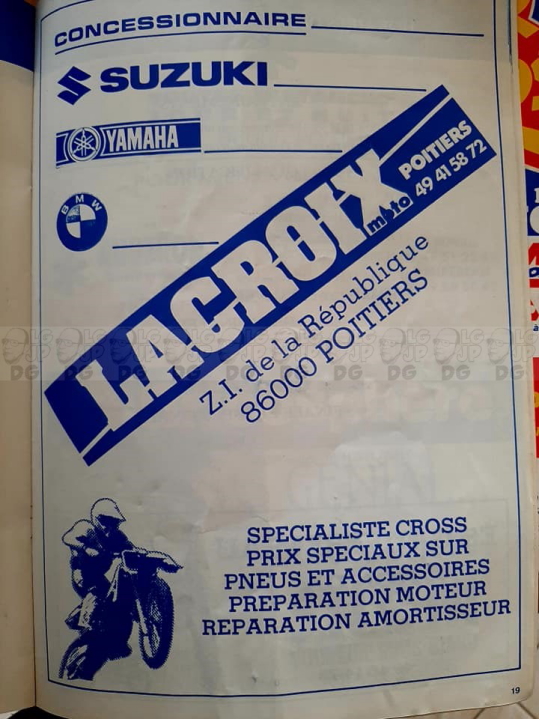 CONCESSIONNAIRE
SUZUKI
YAMAHA
BMW
LACROIX
moto
POITIERS
49 41 58 72
Z.I. de la République
86000 POITIERS
SPECIALISTE CROSS
PRIX SPECIAUX SUR
PNEUS ET ACCESSOIRES
PREPARATION MOTEUR
REPARATION AMORTISSEUR
19